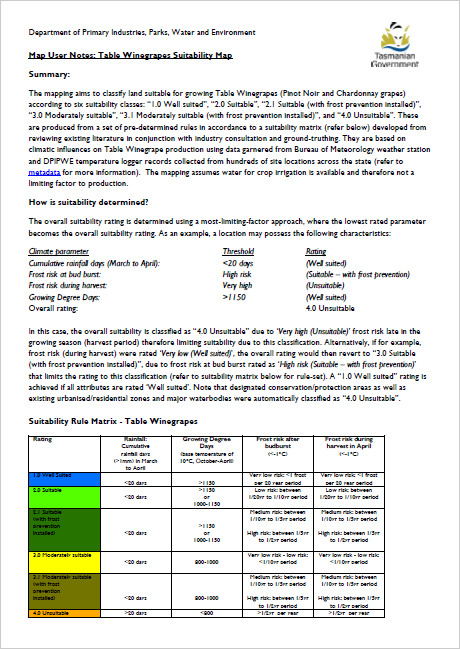 Department of Primary Industries, Parks, Water and Environment
Tasmanian
Government
Map User Notes: Table Winegrapes Suitability Map
Summary:
The mapping aims to classify land suitable for growing Table Winegrapes (Pinot Noir and Chardonnay grapes)
according to six suitability classes: “1.0 Well suited”, “2.0 Suitable”, “2.1 Suitable (with frost prevention installed)”,
“3.0 Moderately suitable”, “3.1 Moderately suitable (with frost prevention installed)”, and “4.0 Unsuitable”. These
are produced from a set of pre-determined rules in accordance to a suitability matrix (refer below) developed from
reviewing existing literature in conjunction with industry consultation and ground-truthing. They are based on
climatic influences on Table Winegrape production using data garnered from Bureau of Meteorology weather station
and DPIPWE temperature logger records collected from hundreds of site locations across the state (refer to
metadata for more information). The mapping assumes water for crop irrigation is available and therefore not a
limiting factor to production.
How is suitability determined?
The overall suitability rating is determined using a most-limiting-factor approach, where the lowest rated parameter
becomes the overall suitability rating. As an example, a location may possess the following characteristics:
Climate parameter Threshold Rating
Cumulative rainfall days (March to April): <20 days (Well suited)
Frost risk at bud burst: High risk (Suitable – with frost prevention)
Frost risk during harvest: Very high (Unsuitable)
Growing Degree Days: >1150 (Well suited)
Overall rating: 4.0 Unsuitable
In this case, the overall suitability is classified as “4.0 Unsuitable” due to ‘Very high (Unsuitable)’ frost risk late in the
growing season (harvest period) therefore limiting suitability due to this classification. Alternatively, if for example,
frost risk (during harvest) were rated ‘Very low (Well suited)’, the overall rating would then revert to “3.0 Suitable
(with frost prevention installed)”, due to frost risk at bud burst rated as ‘High risk (Suitable – with frost prevention)’
that limits the rating to this classification (refer to suitability matrix below for rule-set). A “1.0 Well suited” rating is
achieved if all attributes are rated ‘Well suited’. Note that designated conservation/protection areas as well as
existing urbanised/residential zones and major waterbodies were automatically classified as “4.0 Unsuitable”.
Suitability Rule Matrix - Table Winegrapes
Rating Rainfall: Growing Degree Frost risk after Frost risk during
Cumulative Days budburst harvest in April
rainfall days (base temperature of (<-1°C) (<-1°C)
(>1mm) in March 10°C, October-April)
to April
1.0 Well Suited <20 days >1150 Very low risk: <1 frost per 20 year period Very low risk: <1 frost per 20 year period
2.0 Suitable <20 days >1150 or 1000-1150 Low risk: between 1/20yr to 1/10yr period Low risk: between 1/20yr to 1/10yr period
2.1 Suitable (with frost prevention installed) <20 days >1150 or 1000-1150 Medium risk: between 1/10yr to 1/5yr period Medium risk: between 1/10yr to 1/5yr period
High risk: between 1/5yr to 1/2yr period High risk: between 1/5yr to 1/2yr period
3.0 Moderately suitable <20 days 800-1000 Very low risk - low risk: <1/10yr period Very low risk - low risk: <1/10yr period
3.1 Moderately suitable (with frost prevention installed) <20 days 800-1000 Medium risk: between 1/10yr to 1/5yr period Medium risk: between 1/10yr to 1/5yr period
High risk: between 1/5yr to 1/2yr period High risk: between 1/5yr to 1/2yr period
4.0 Unsuitable >20 days <800 >1/2yr per year >1/2yr per year